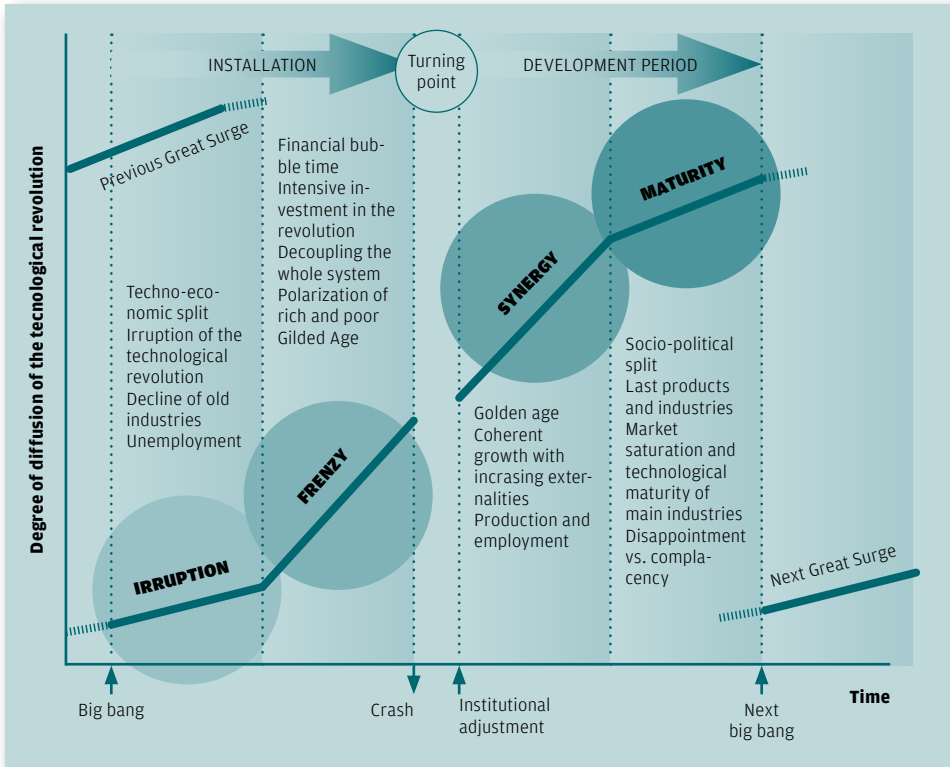 INSTALLATION
Turning
point
DEVELOPMENT PERIOD
Degree of diffusion of the tecnological revolution
Previous Great Surge
Techno-eco-
nomic split
Irruption of the
technological
revolution
Decline of old
industries
Unemployment
Financial bub-
ble time
Intensive in-
vestment in the
revolution
Decoupling the
whole system
Polarization of
rich and poor
Gilded Age
IRRUPTION
FRENZY
SYNERGY
MATURITY
Golden age
Coherent
growth with
incrasing exter-
nalities
Production and
employment
Socio-political
split
Last products
and industries
Market
saturation and
technological
maturity of
main industries
Disappointment
vs. compla-
cency
Next Great Surge
Big bang
Crash
Institutional
adjustment
Next
big bang
Time